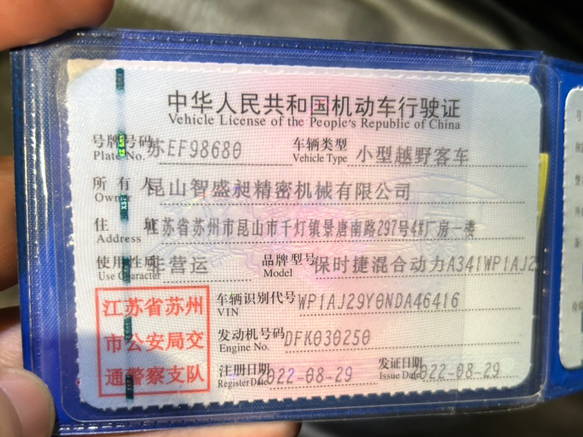 中华人民共和国机动车行驶证
Vehicle License of the People's Republic of China
号牌号码 苏EF98680 车辆类型 小型越野客车
Plate No. Vehicle Type
所 有 人 昆山智盛昶精密机械有限公司
Owner
住 址 江苏省苏州市昆山市千灯镇景唐南路297号4#厂房一楼
Address
使用性质 非营运 品牌型号 保时捷混合动力A341WP1AJ2
Use Character Model
江苏省苏州 车辆识别代号 WP1AJ29Y0NDA46416
VIN
市公安局交 发动机号码 DFK030250
Engine No.
通警察支队 注册日期 022-08-29 发证日期 022-08-29
Register Date Issue Date